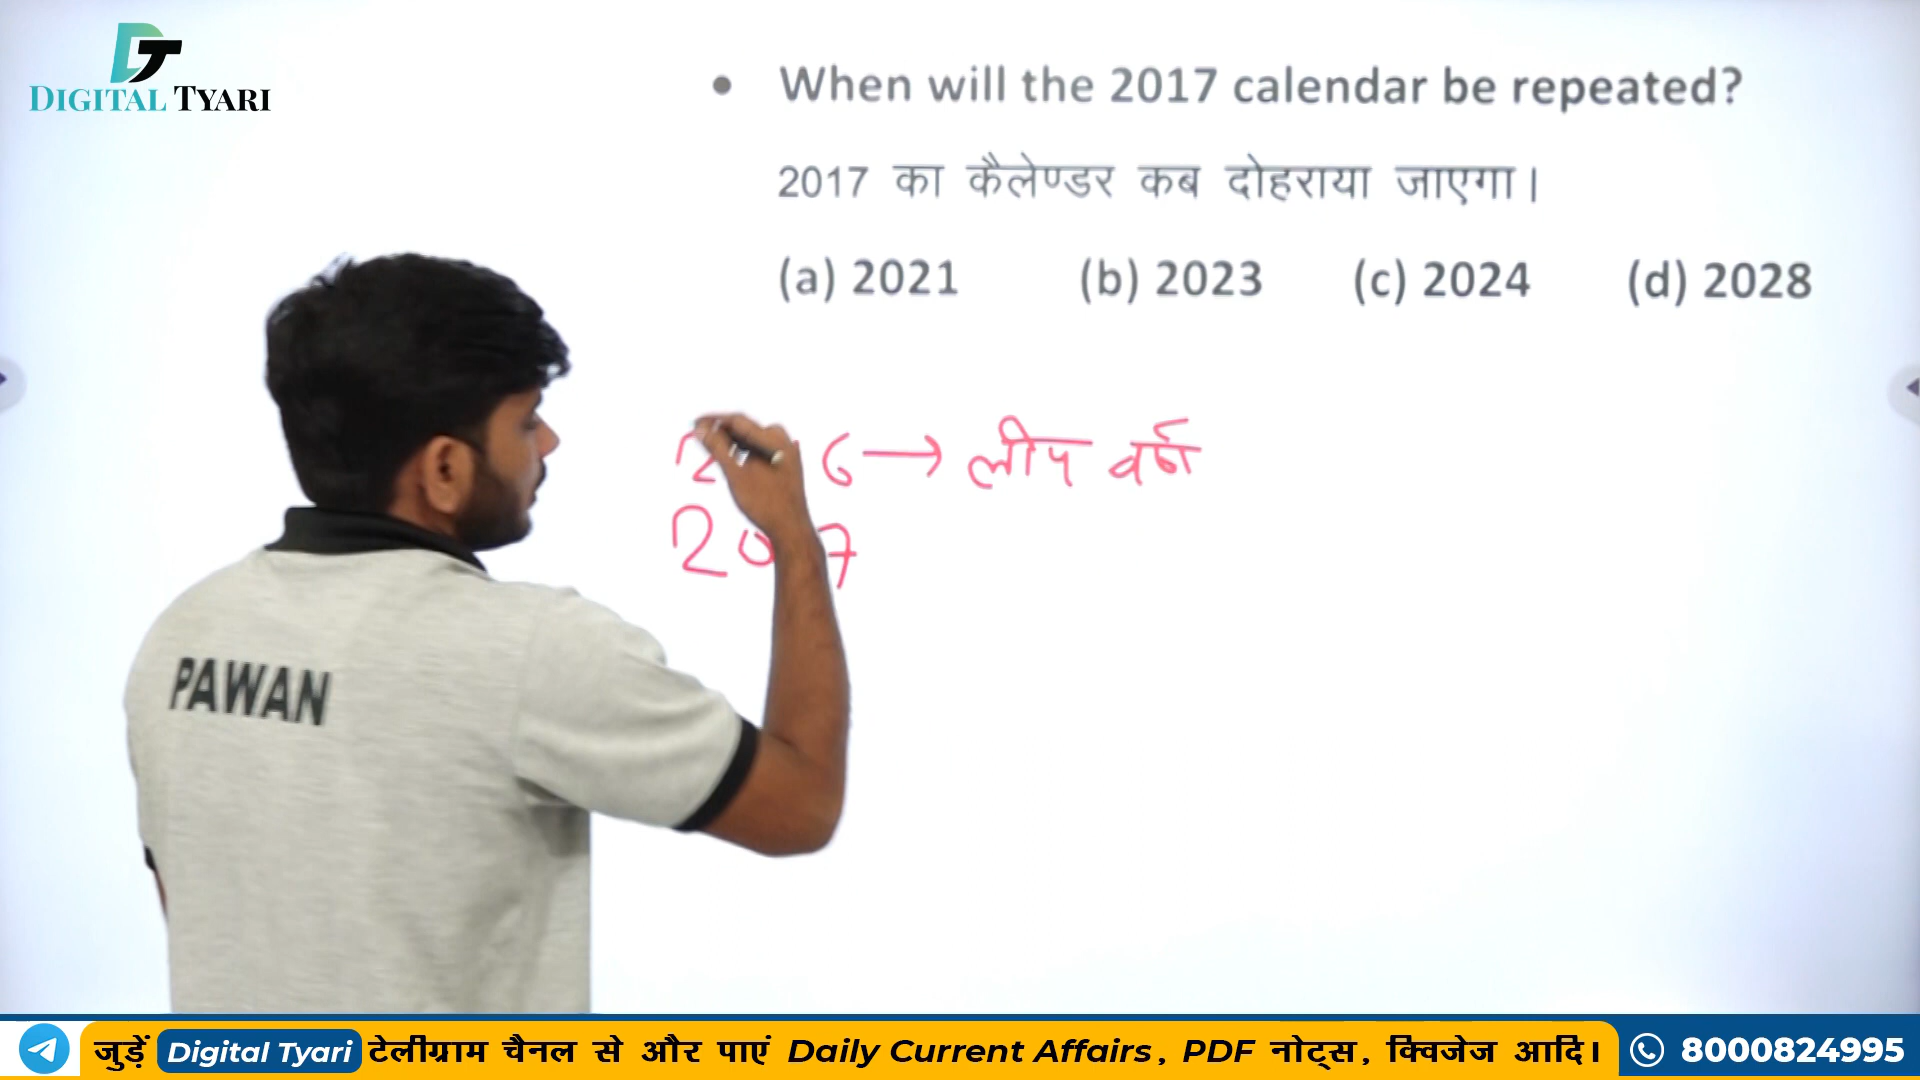 DT
DIGITAL TYARI
• When will the 2017 calendar be repeated?
2017 का कैलेण्डर कब दोहराया जाएगा।
(a) 2021 (b) 2023 (c) 2024 (d) 2028
6 → लीप वर्ष
PAWAN
जुड़ें Digital Tyari टेलीग्राम चैनल से और पाएं Daily Current Affairs, PDF नोट्स, क्विजेज आदि। 8000824995